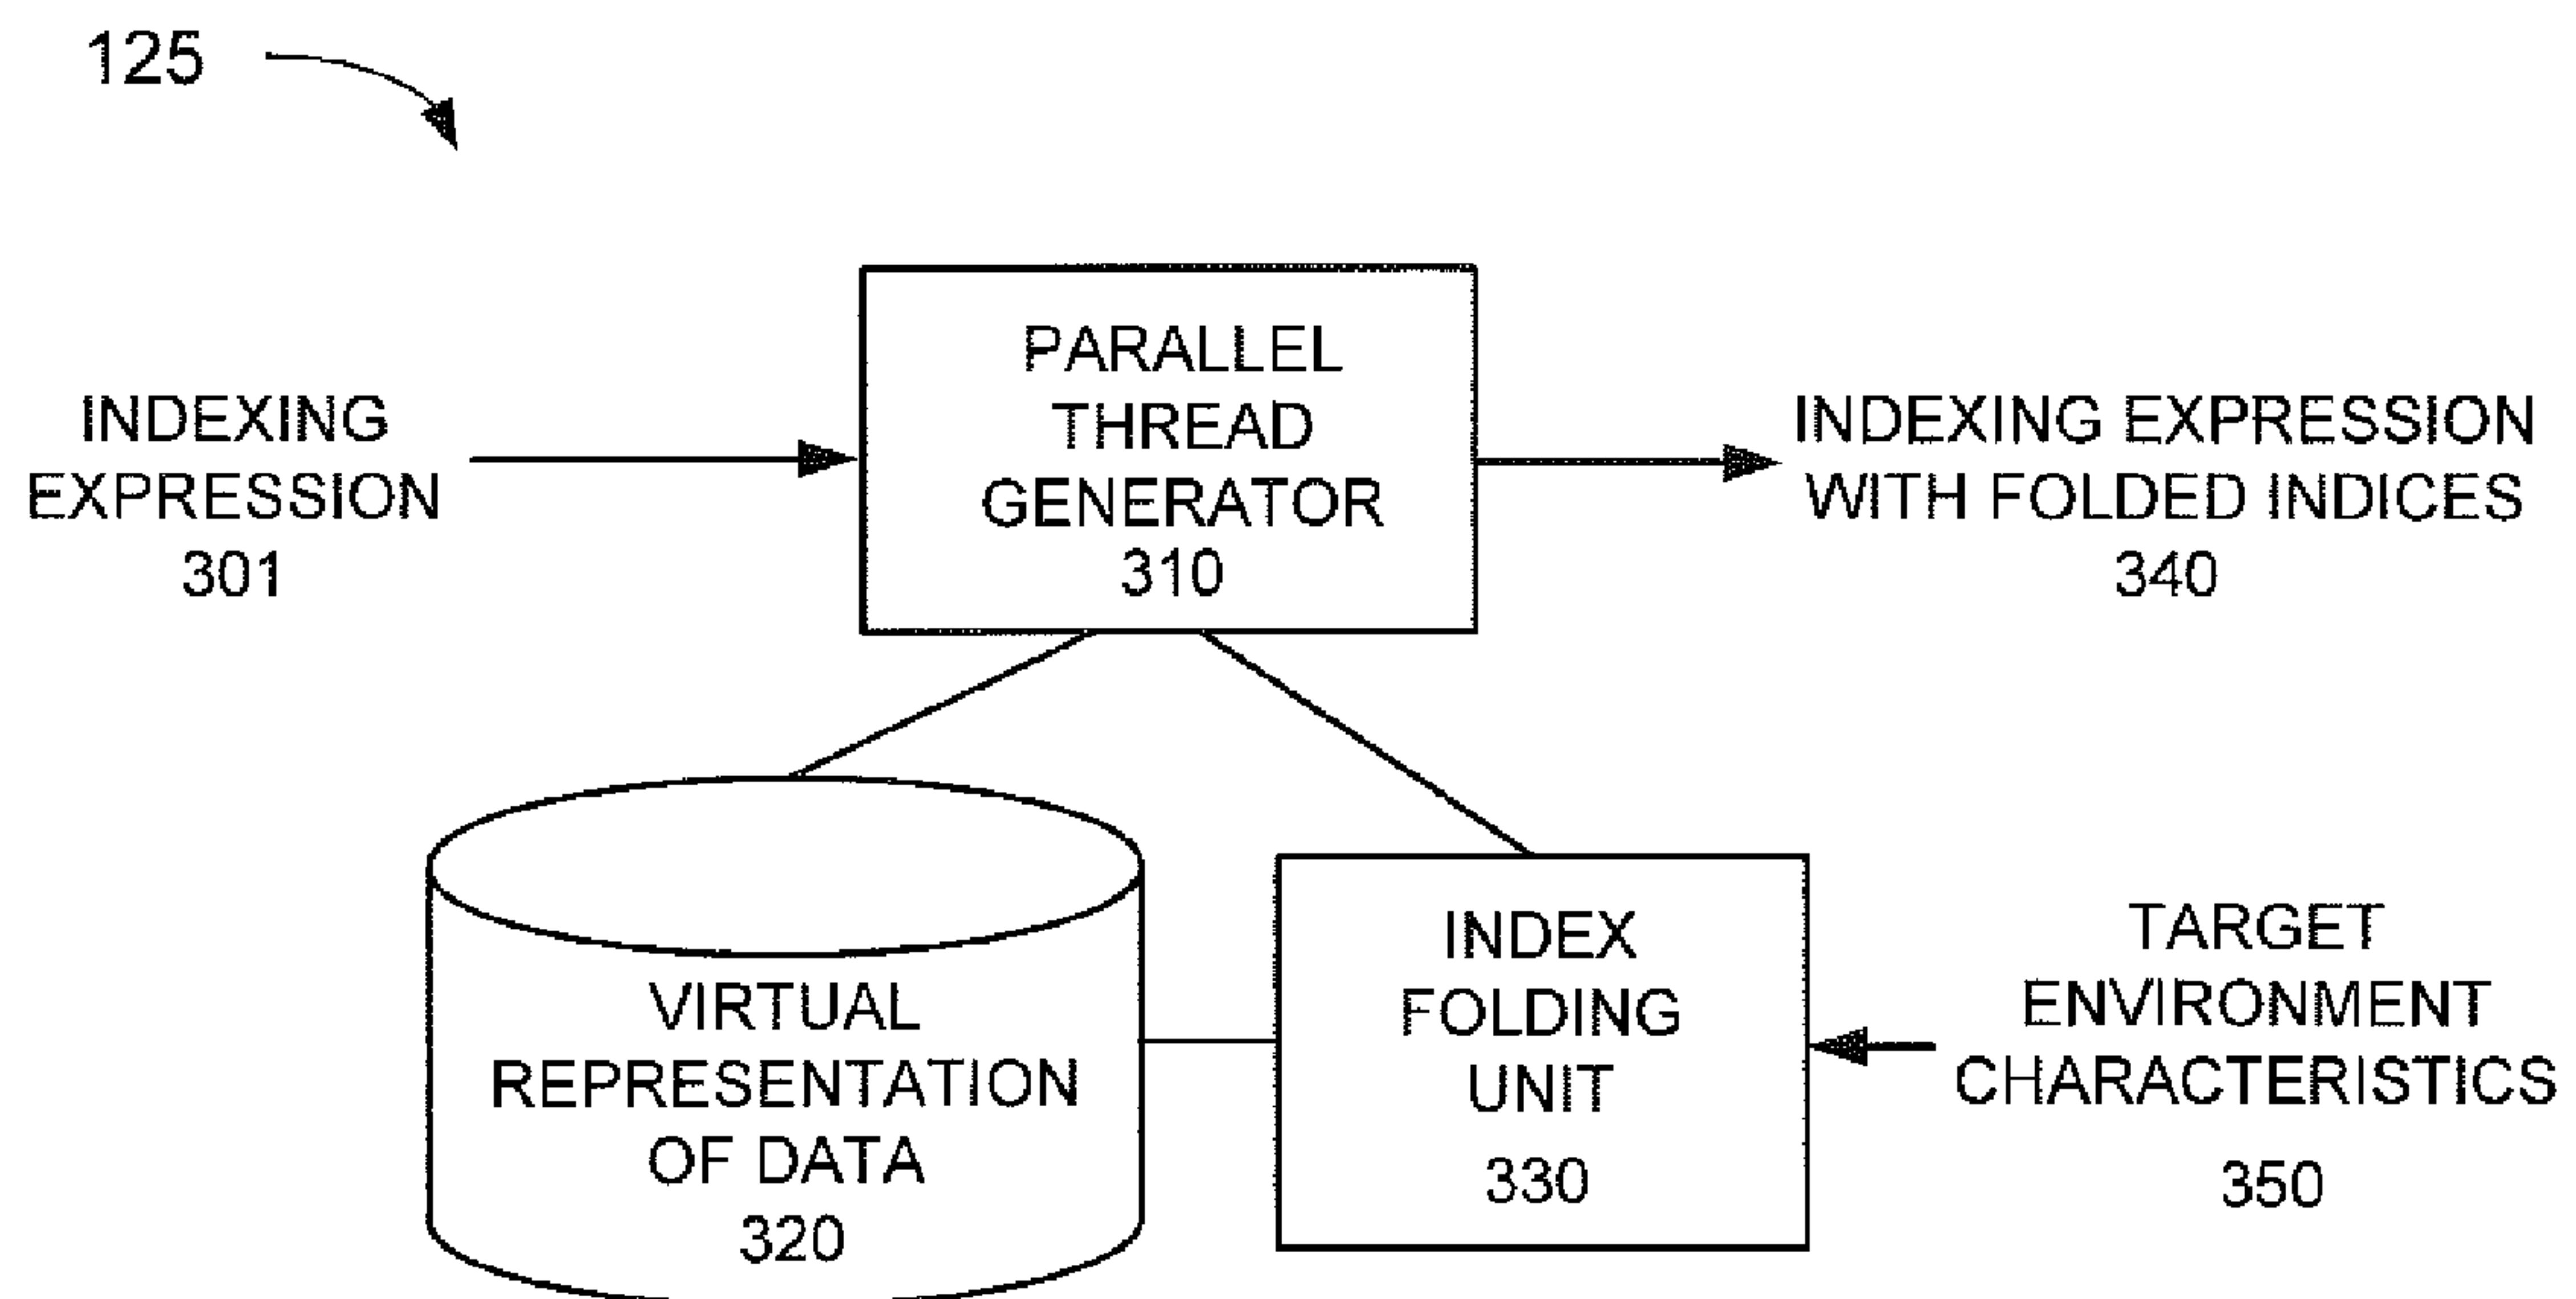 125
INDEXING
EXPRESSION
301
PARALLEL
THREAD
GENERATOR
310
INDEXING EXPRESSION
WITH FOLDED INDICES
340
VIRTUAL
REPRESENTATION
OF DATA
320
INDEX
FOLDING
UNIT
330
TARGET
ENVIRONMENT
CHARACTERISTICS
350